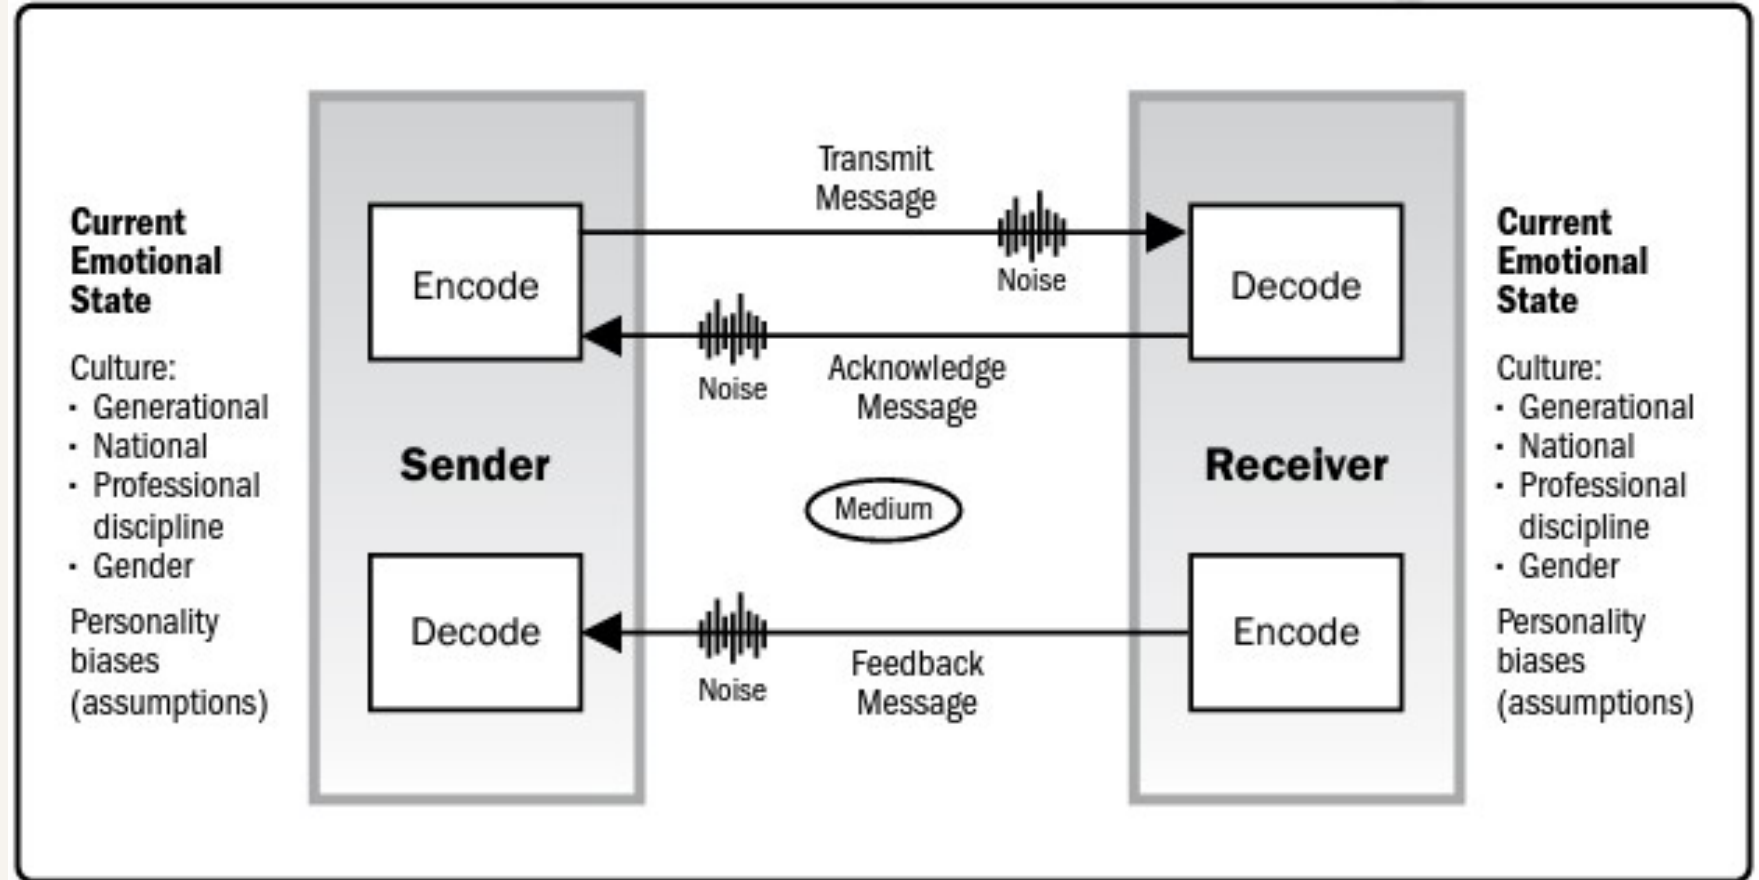 Current
Emotional
State
Culture:
· Generational
· National
· Professional
discipline
· Gender
Personality
biases
(assumptions)
Encode
Sender
Decode
Transmit
Message
Noise
Noise
Acknowledge
Message
Medium
Noise
Feedback
Message
Decode
Receiver
Encode
Current
Emotional
State
Culture:
· Generational
· National
· Professional
discipline
· Gender
Personality
biases
(assumptions)